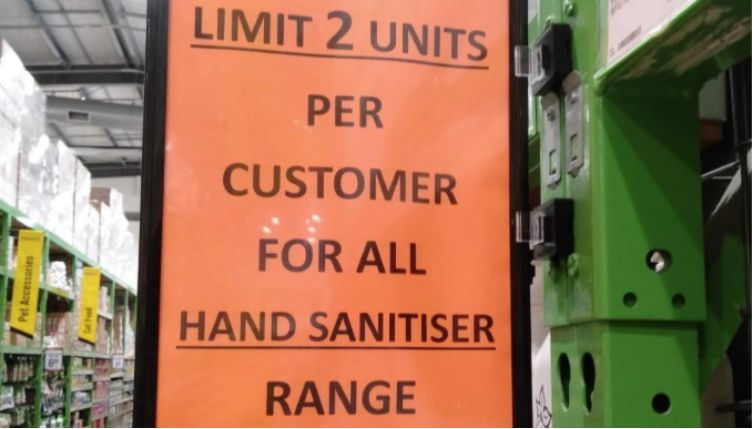 LIMIT 2 UNITS
PER
CUSTOMER
FOR ALL
HAND SANITISER
RANGE
Pet Accessories
Cat Food